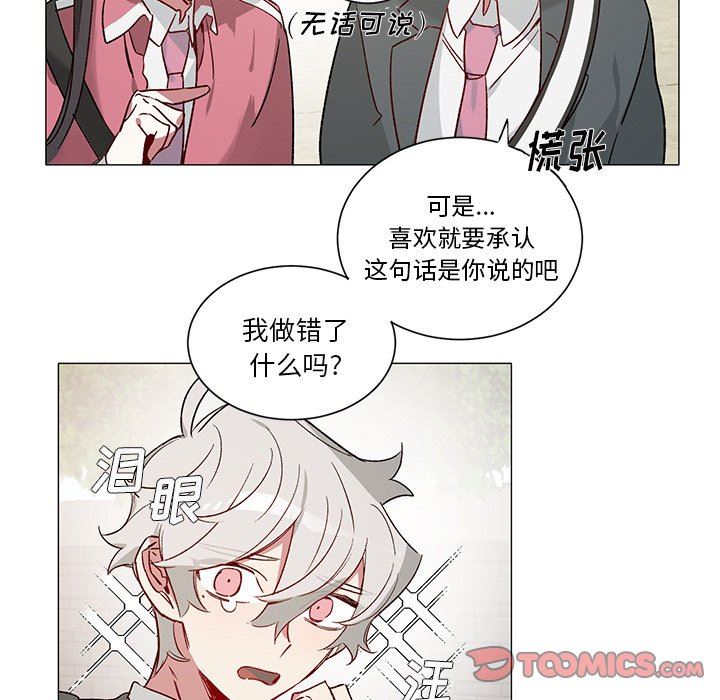 (无话可说)
慌张
可是...
喜欢就要承认
这句话是你说的吧
我做错了
什么吗?
泪眼
汪
TOOMICS.COM